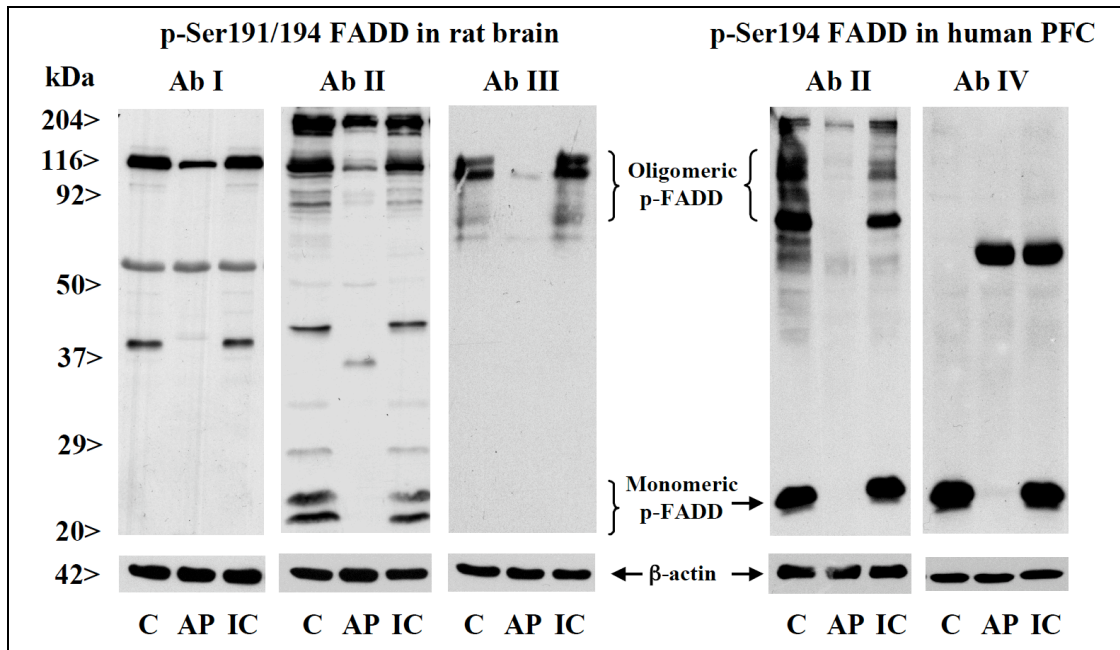 p-Ser191/194 FADD in rat brain
p-Ser194 FADD in human PFC
kDa
Ab I
Ab II
Ab III
Ab II
Ab IV
204>
116>
92>
50>
37>
29>
20>
42>
Oligomeric
p-FADD
Monomeric
p-FADD
β-actin
C AP IC
C AP IC
C AP IC
C AP IC
C AP IC